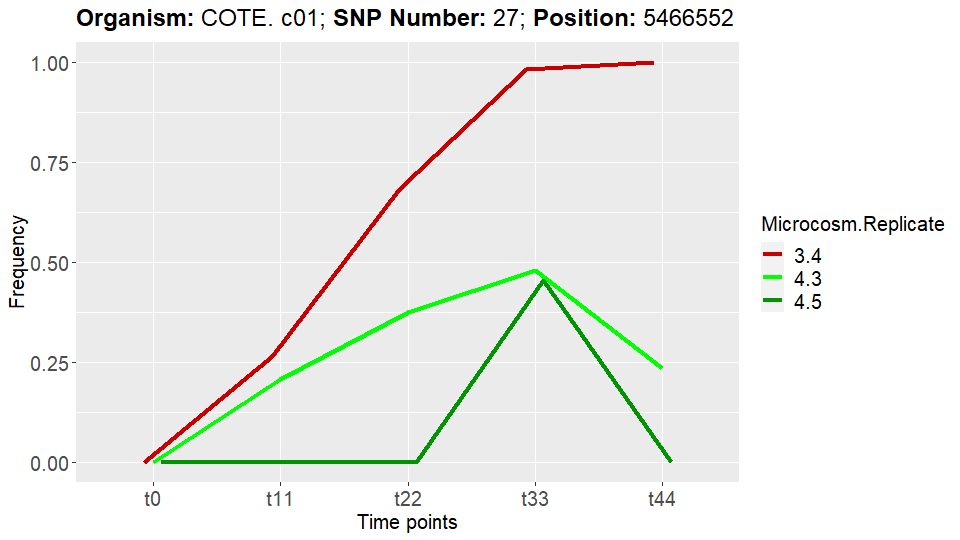 Organism: COTE. c01; SNP Number: 27; Position: 5466552
1.00
0.75
0.50
0.25
0.00
Frequency
t0 t11 t22 t33 t44
Time points
Microcosm.Replicate
3.4
4.3
4.5